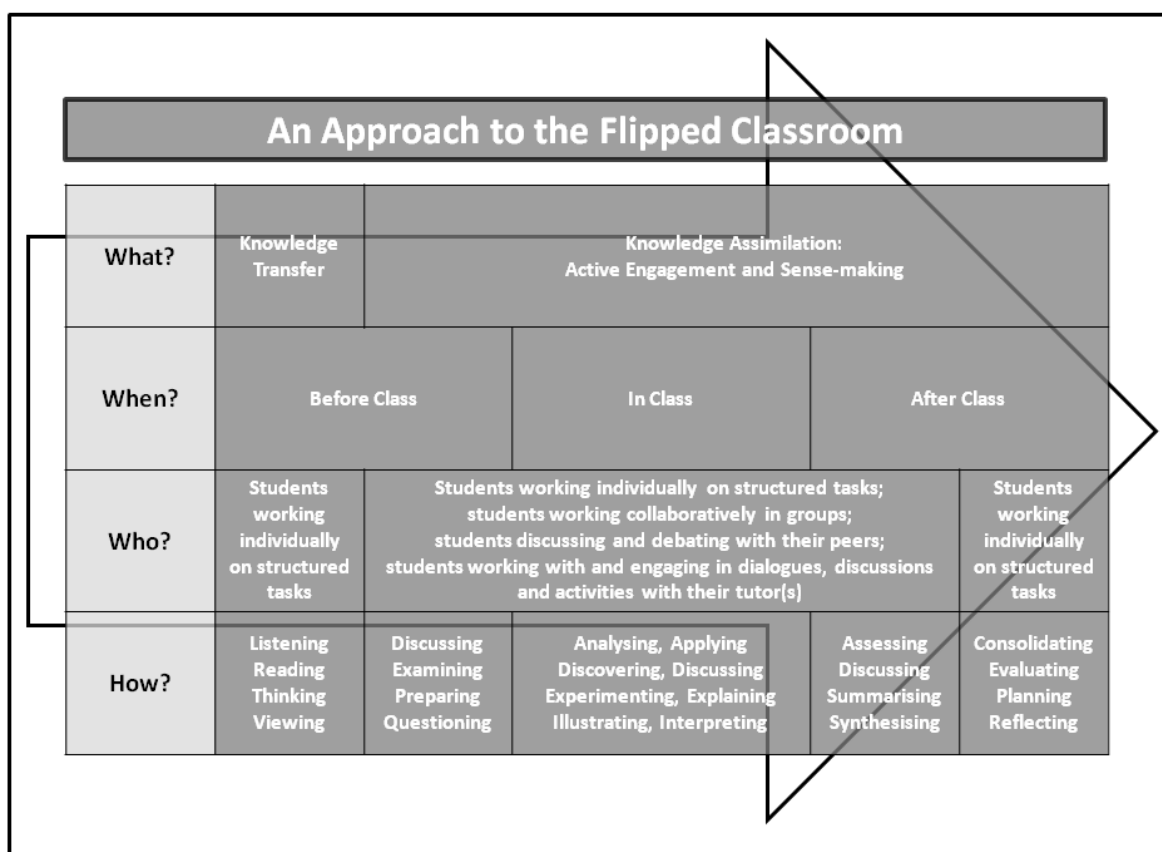 An Approach to the Flipped Classroom
What?
Knowledge
Transfer
Knowledge Assimilation:
Active Engagement and Sense-making
When?
Before Class
In Class
After Class
Who?
Students
working
individually
on structured
tasks
Students working individually on structured tasks;
students working collaboratively in groups;
students discussing and debating with their peers;
students working with and engaging in dialogues, discussions
and activities with their tutor(s)
Students
working
individually
on structured
tasks
How?
Listening
Reading
Thinking
Viewing
Discussing
Examining
Preparing
Questioning
Analysing, Applying
Discovering, Discussing
Experimenting, Explaining
Illustrating, Interpreting
Assessing
Discussing
Summarising
Synthesising
Consolidating
Evaluating
Planning
Reflecting